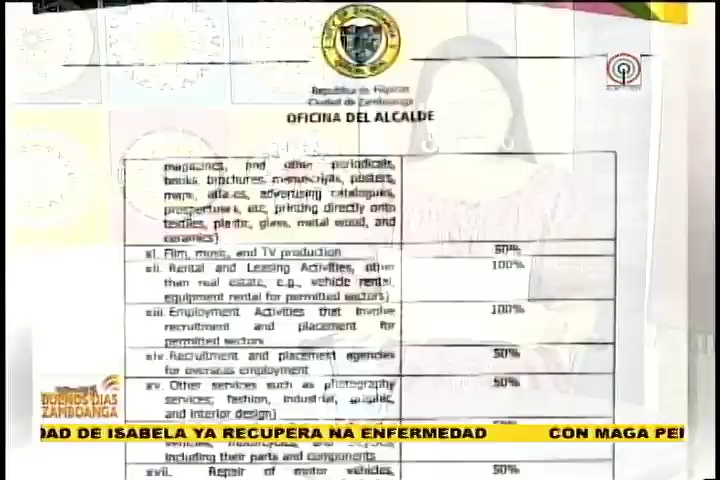 Republica de Filipinas
Ciudad de Zamboanga
OFICINA DEL ALCALDE
magazines, and other periodicals,
books, brochures, manuscripts, posters,
maps, atlases, advertising catalogues,
prospectuses, etc, printing directly onto
textiles, plastic, glass, metal wood, and
ceramics)
xi. Film, music, and TV production 50%
xii. Rental and Leasing Activities, other 100%
than real estate, e.g., vehicle rental,
equipment rental for permitted sectors)
xiii. Employment Activities that involve 100%
recruitment and placement for
permitted sectors
xiv. Recruitment and placement agencies 50%
for overseas employment
xv. Other services such as photography 50%
services; fashion, industrial, graphic,
and interior design)
BUENOS DIAS
ZAMBOANGA
DAD DE ISABELA YA RECUPERA NA ENFERMEDAD CON MAGA PE
including their parts and components
xvii. Repair of motor vehicles, 50%